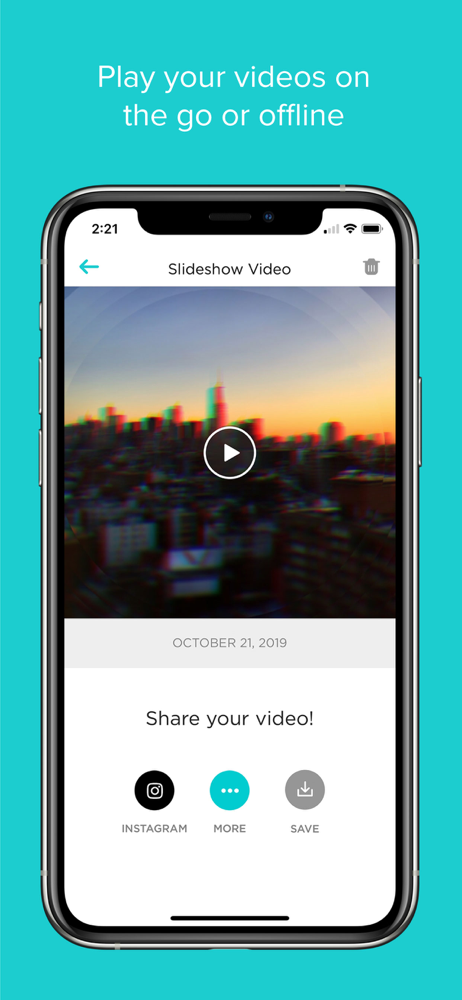 Play your videos on
the go or offline
2:21
Slideshow Video
OCTOBER 21, 2019
Share your video!
INSTAGRAM MORE SAVE